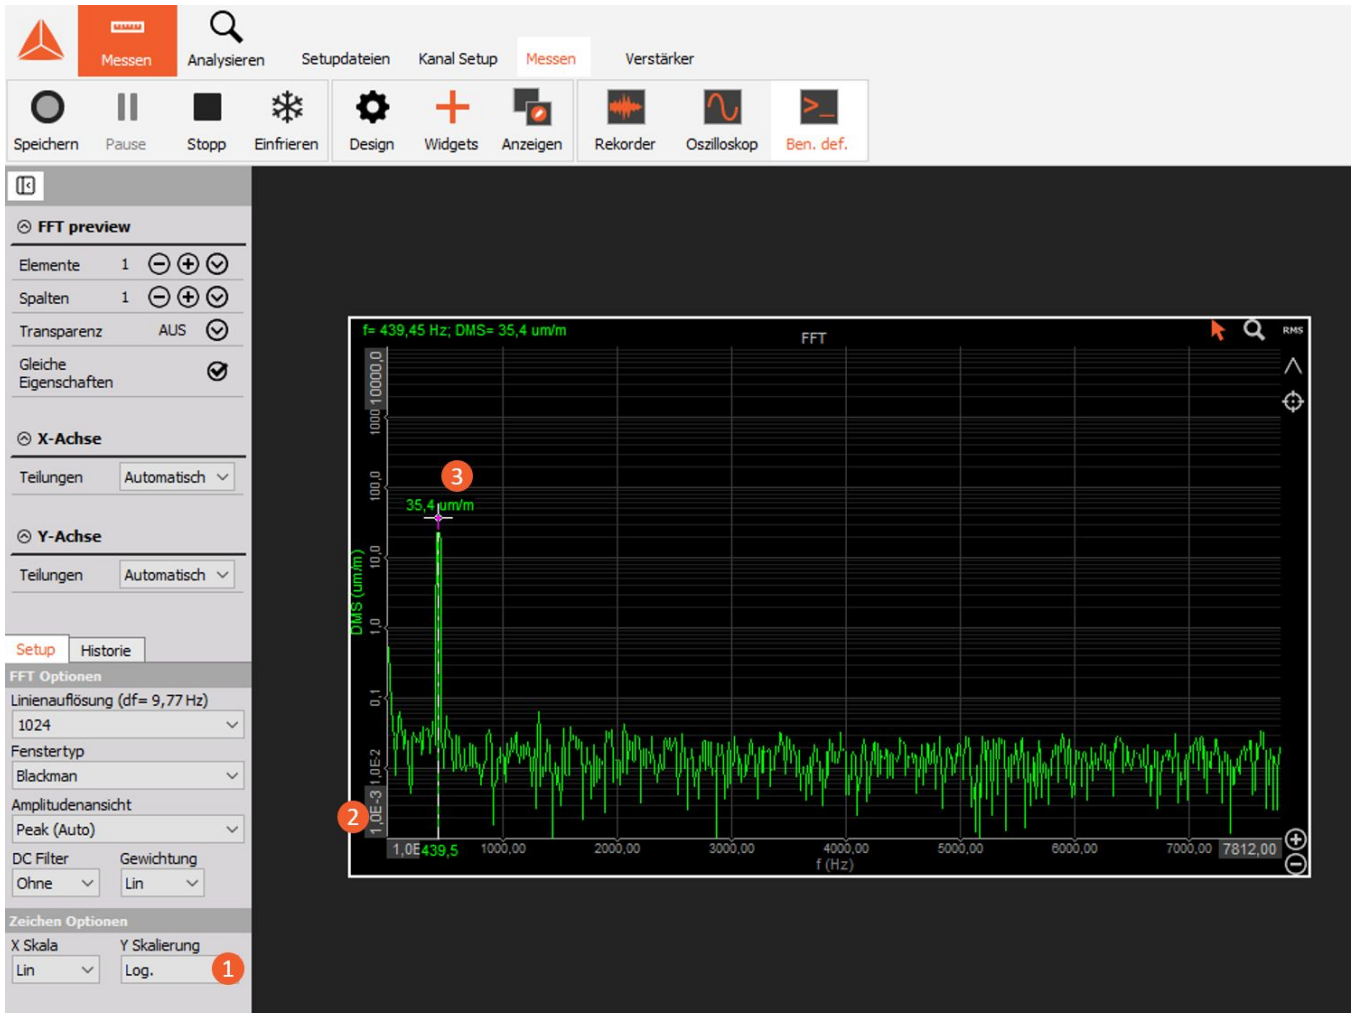 Messen
Analysieren
Setupdateien
Kanal Setup
Messen
Verstärker
Speichern
Pause
Stopp
Einfrieren
Design
Widgets
Anzeigen
Rekorder
Oszilloskop
Ben. def.
FFT preview
Elemente 1
Spalten 1
Transparenz AUS
Gleiche
Eigenschaften
X-Achse
Teilungen Automatisch
Y-Achse
Teilungen Automatisch
Setup Historie
FFT Optionen
Linienauflösung (df= 9,77 Hz)
1024
Fenstertyp
Blackman
Amplitudenansicht
Peak (Auto)
DC Filter Gewichtung
Ohne Lin
Zeichen Optionen
X Skala Y Skalierung
Lin Log. 1
f= 439,45 Hz; DMS= 35,4 um/m
FFT
RMS
10000,0
1000
100,0
10,0
1,0
0,1
1,0E-2
1,0E-3
DMS (um/m)
3
35,4 um/m
2
1,0E 439,5 1000,00 2000,00 3000,00 4000,00 5000,00 6000,00 7000,00 7812,00
f (Hz)